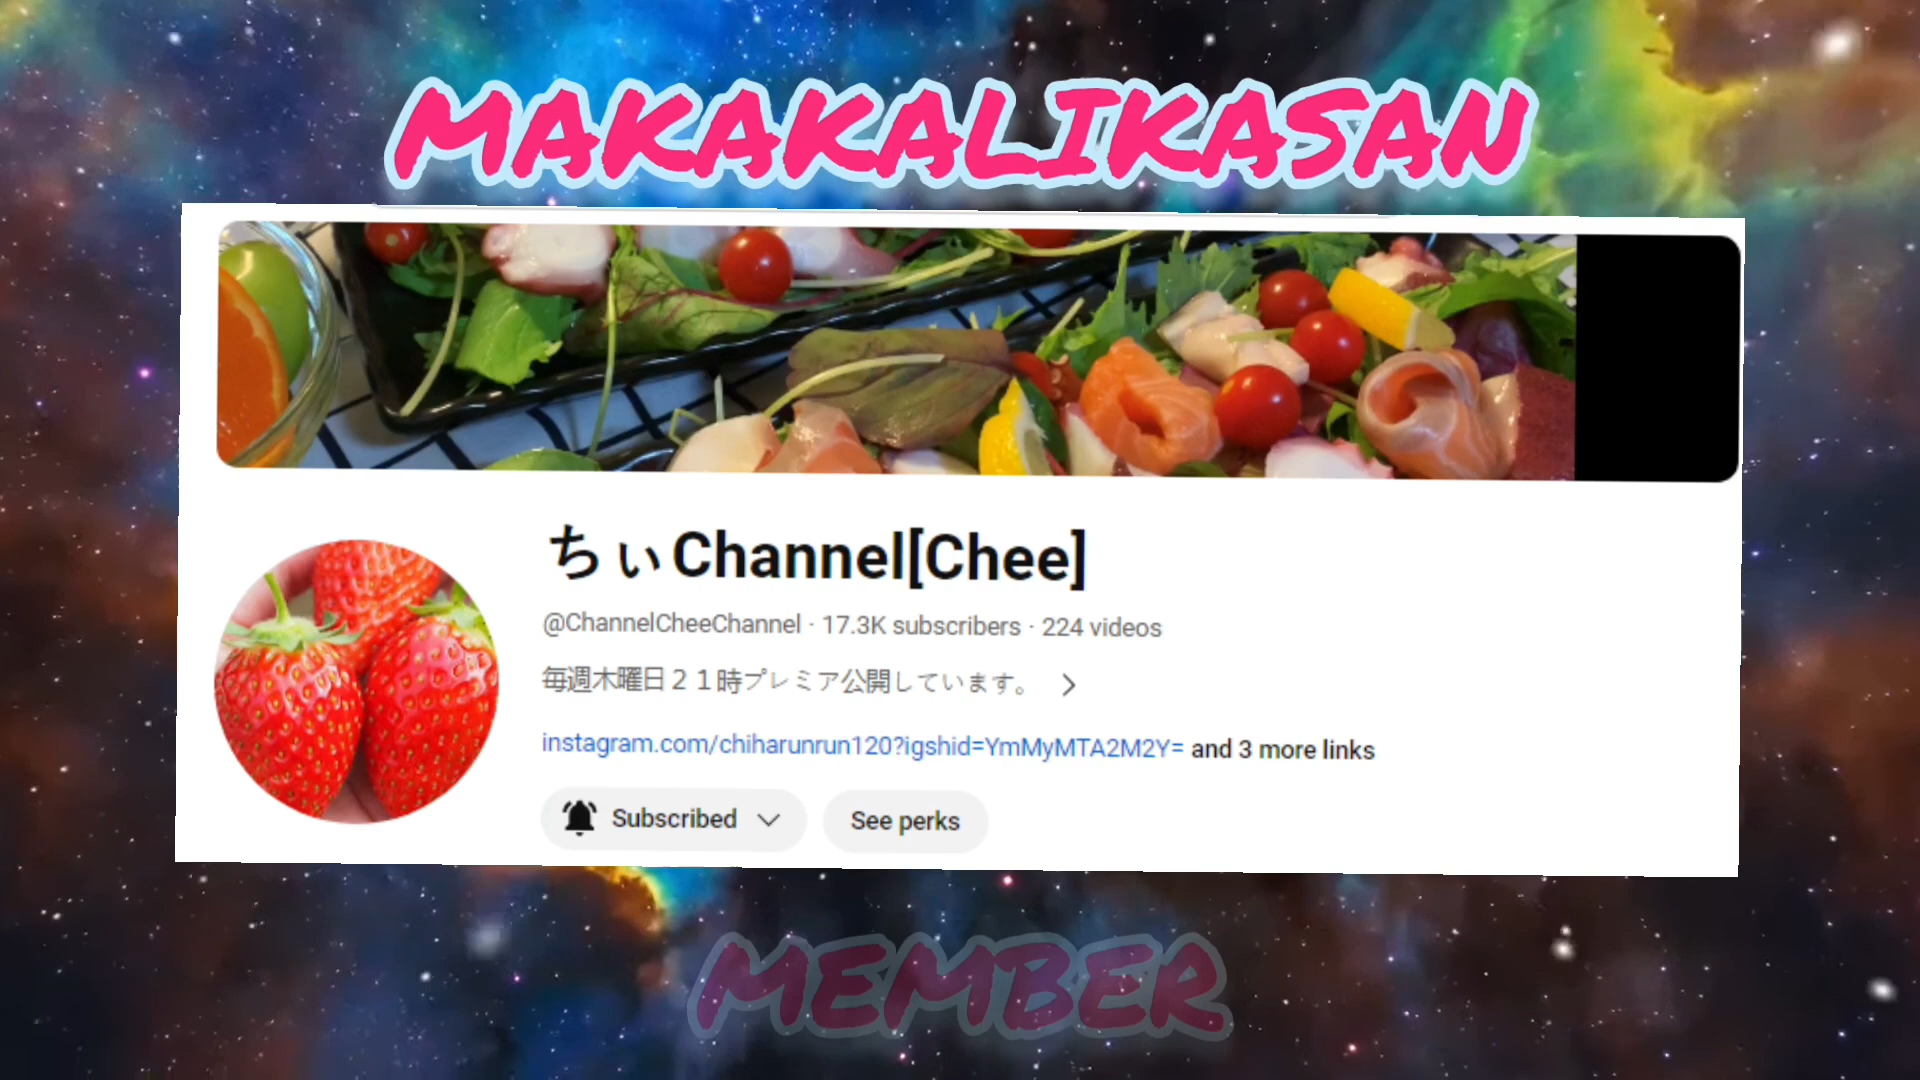 MAKAKALIKASAN
ちぃChannel[Chee]
@ChannelCheeChannel · 17.3K subscribers · 224 videos
毎週木曜日２１時プレミア公開しています。
instagram.com/chiharunrun120?igshid=YmMyMTA2M2Y= and 3 more links
Subscribed
See perks
MEMBER